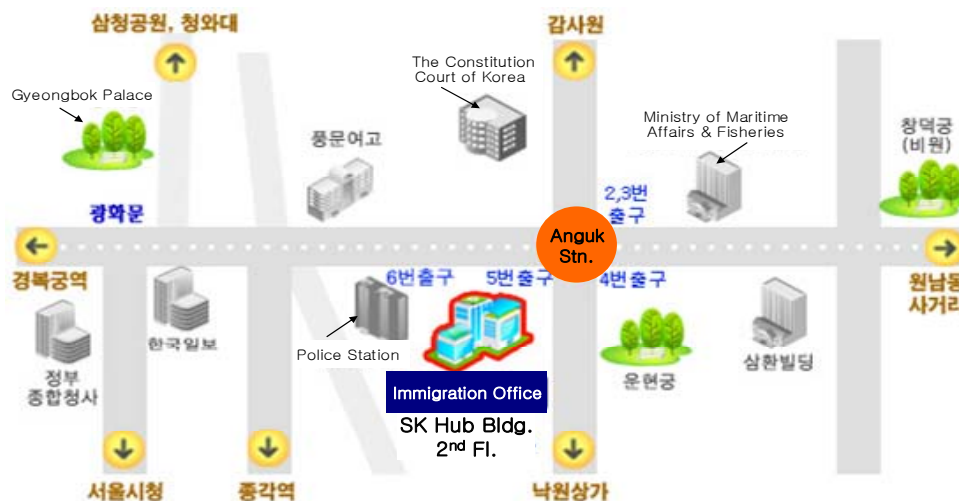 삼청공원, 청와대
감사원
The Constitution
Court of Korea
Gyeongbok Palace
Ministry of Maritime
Affairs & Fisheries
풍문여고
창덕궁
(비원)
2,3번
출구
광화문
Anguk
Stn.
경복궁역
6번출구
5번출구
4번출구
원남동
사거리
한국일보
Police Station
정부
종합청사
운현궁
삼환빌딩
Immigration Office
SK Hub Bldg.
2nd Fl.
서울시청
종각역
낙원상가